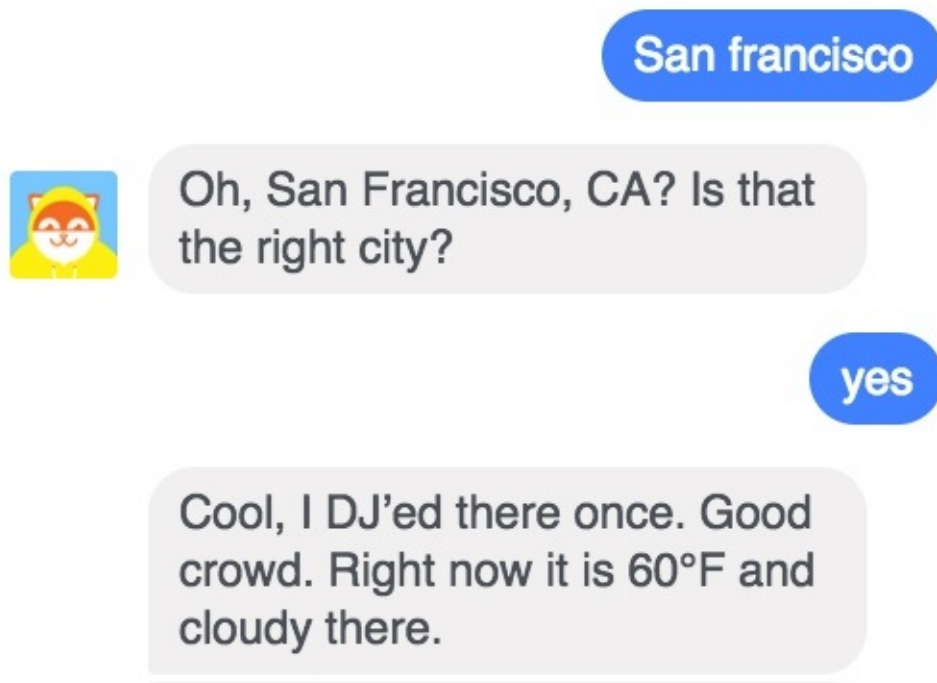 San francisco
Oh, San Francisco, CA? Is that
the right city?
yes
Cool, I DJ’ed there once. Good
crowd. Right now it is 60°F and
cloudy there.